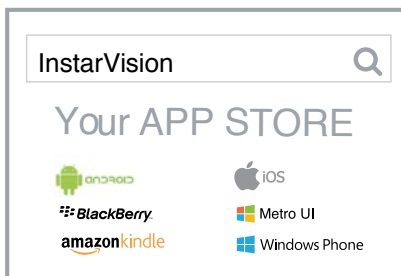 InstarVision
Your APP STORE
android
iOS
BlackBerry
Metro UI
amazonkindle
Windows Phone